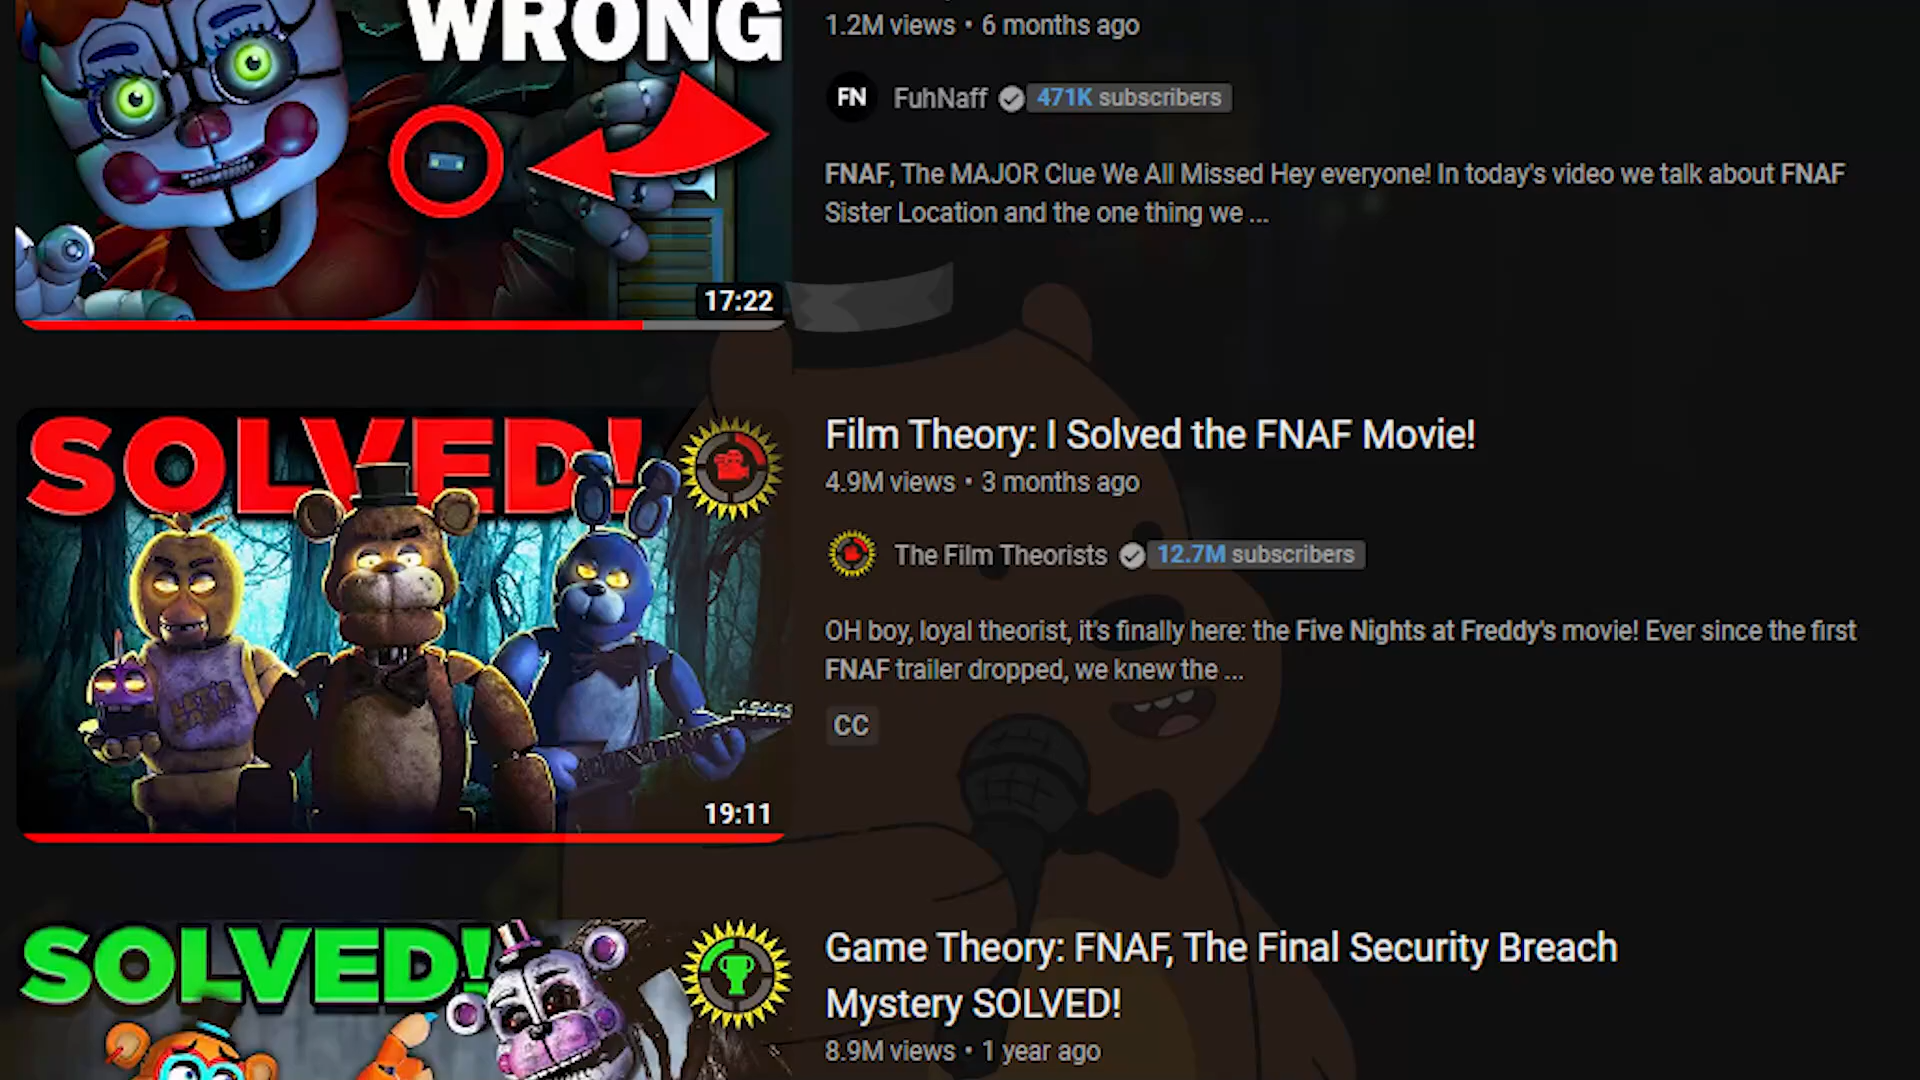 WRONG
17:22
1.2M views • 6 months ago
FN FuhNaff 471K subscribers
FNAF, The MAJOR Clue We All Missed Hey everyone! In today's video we talk about FNAF
Sister Location and the one thing we ...
SOLVED!
LET'S
EAT!!!
19:11
Film Theory: I Solved the FNAF Movie!
4.9M views • 3 months ago
The Film Theorists 12.7M subscribers
OH boy, loyal theorist, it's finally here: the Five Nights at Freddy's movie! Ever since the first
FNAF trailer dropped, we knew the ...
CC
SOLVED!
Game Theory: FNAF, The Final Security Breach
Mystery SOLVED!
8.9M views • 1 year ago